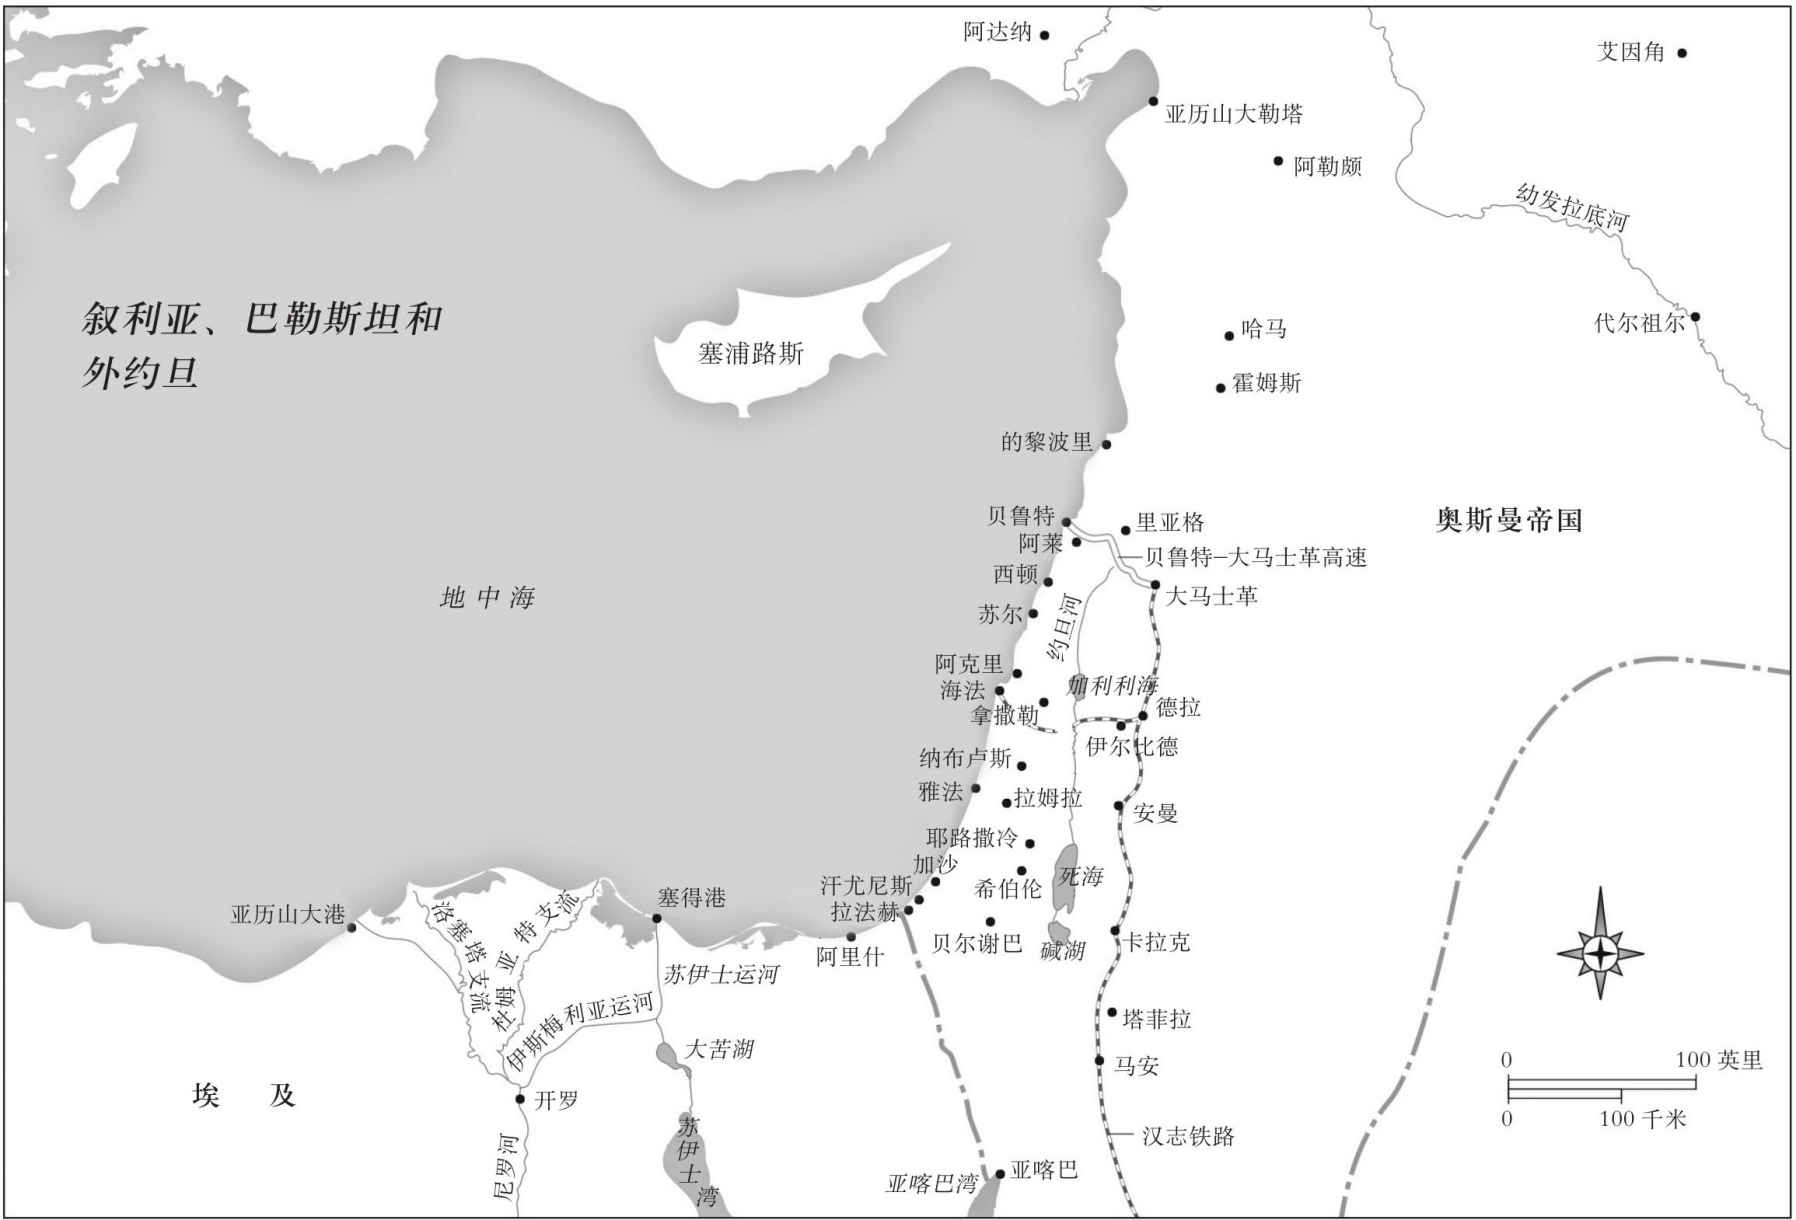 阿达纳
艾因角
亚历山大勒塔
阿勒颇
幼发拉底河
叙利亚、巴勒斯坦和
外约旦
塞浦路斯
哈马
代尔祖尔
霍姆斯
的黎波里
奥斯曼帝国
贝鲁特
里亚格
阿莱
贝鲁特–大马士革高速
西顿
大马士革
地中海
苏尔
约旦河
阿克里
海法
加利利海
拿撒勒
德拉
伊尔比德
纳布卢斯
雅法
拉姆拉
安曼
耶路撒冷
加沙
希伯伦
死海
汗尤尼斯
拉法赫
塞得港
亚历山大港
洛塞塔支流
杜姆亚特支流
阿里什
贝尔谢巴
碱湖
卡拉克
苏伊士运河
伊斯梅利亚运河
塔菲拉
大苦湖
马安
埃及
开罗
0
100 英里
0
100 千米
苏伊士湾
汉志铁路
尼罗河
亚喀巴湾
亚喀巴